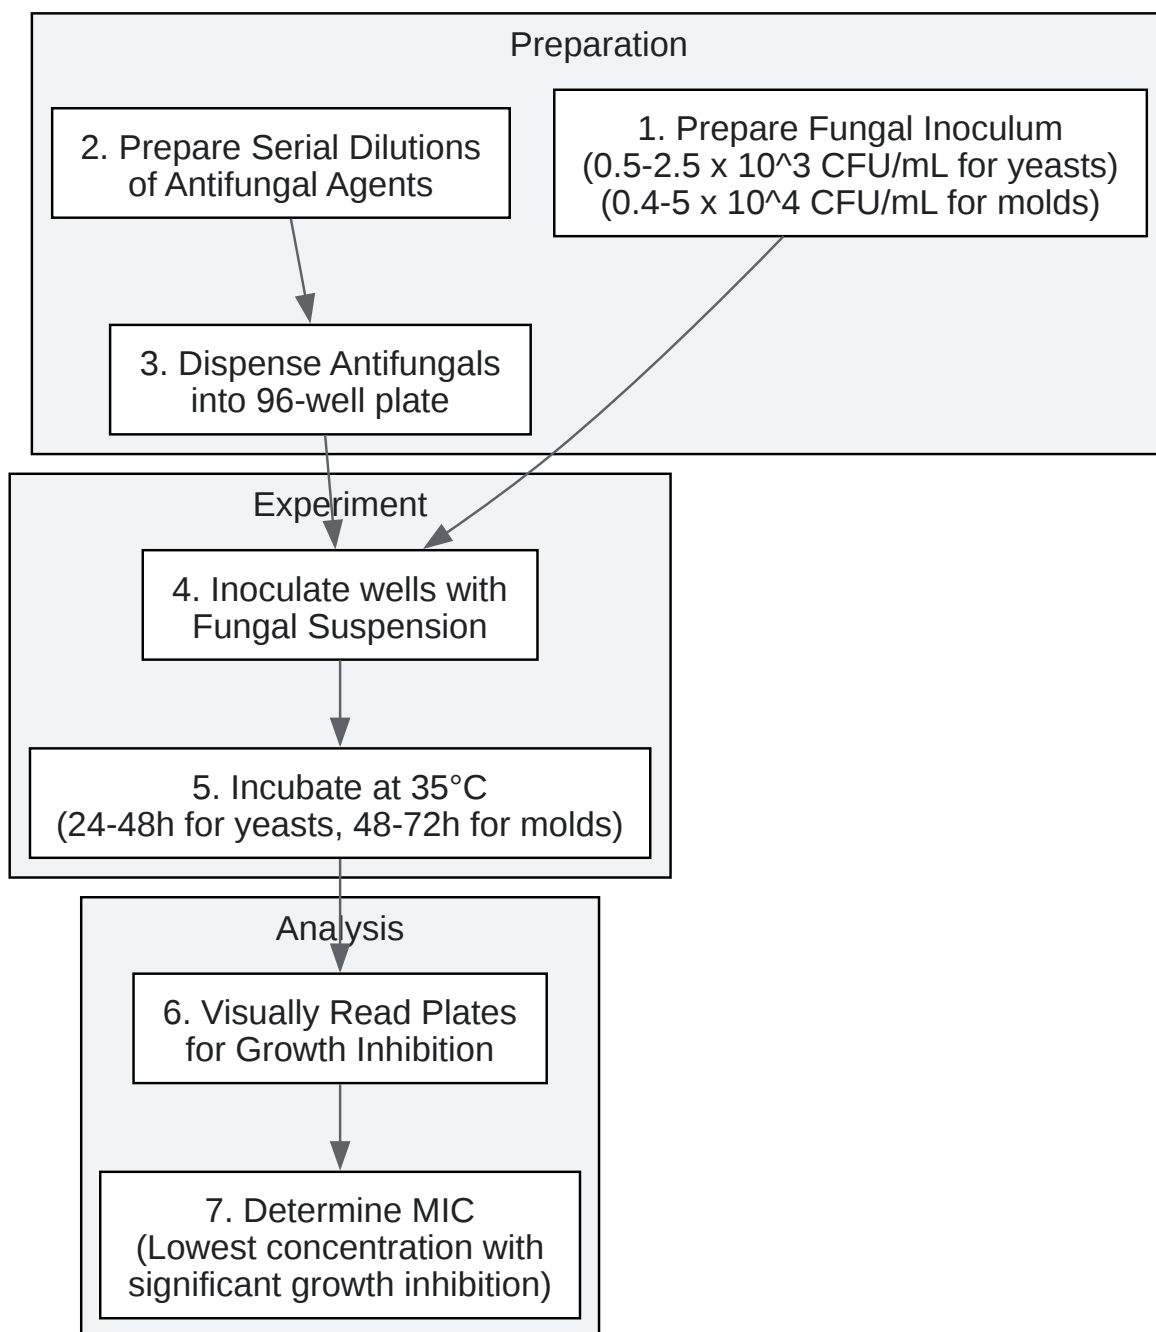 Preparation
2. Prepare Serial Dilutions
of Antifungal Agents
1. Prepare Fungal Inoculum
(0.5-2.5 x 10^3 CFU/mL for yeasts)
(0.4-5 x 10^4 CFU/mL for molds)
3. Dispense Antifungals
into 96-well plate
Experiment
4. Inoculate wells with
Fungal Suspension
5. Incubate at 35°C
(24-48h for yeasts, 48-72h for molds)
Analysis
6. Visually Read Plates
for Growth Inhibition
7. Determine MIC
(Lowest concentration with
significant growth inhibition)